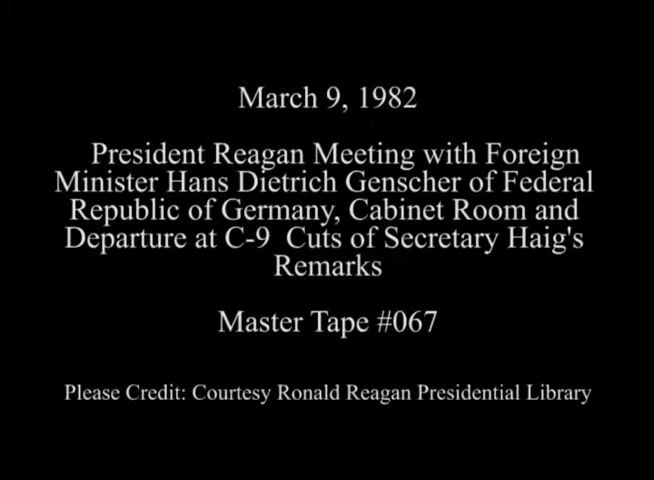 March 9, 1982
President Reagan Meeting with Foreign
Minister Hans Dietrich Genscher of Federal
Republic of Germany, Cabinet Room and
Departure at C-9  Cuts of Secretary Haig's
Remarks
Master Tape #067
Please Credit: Courtesy Ronald Reagan Presidential Library